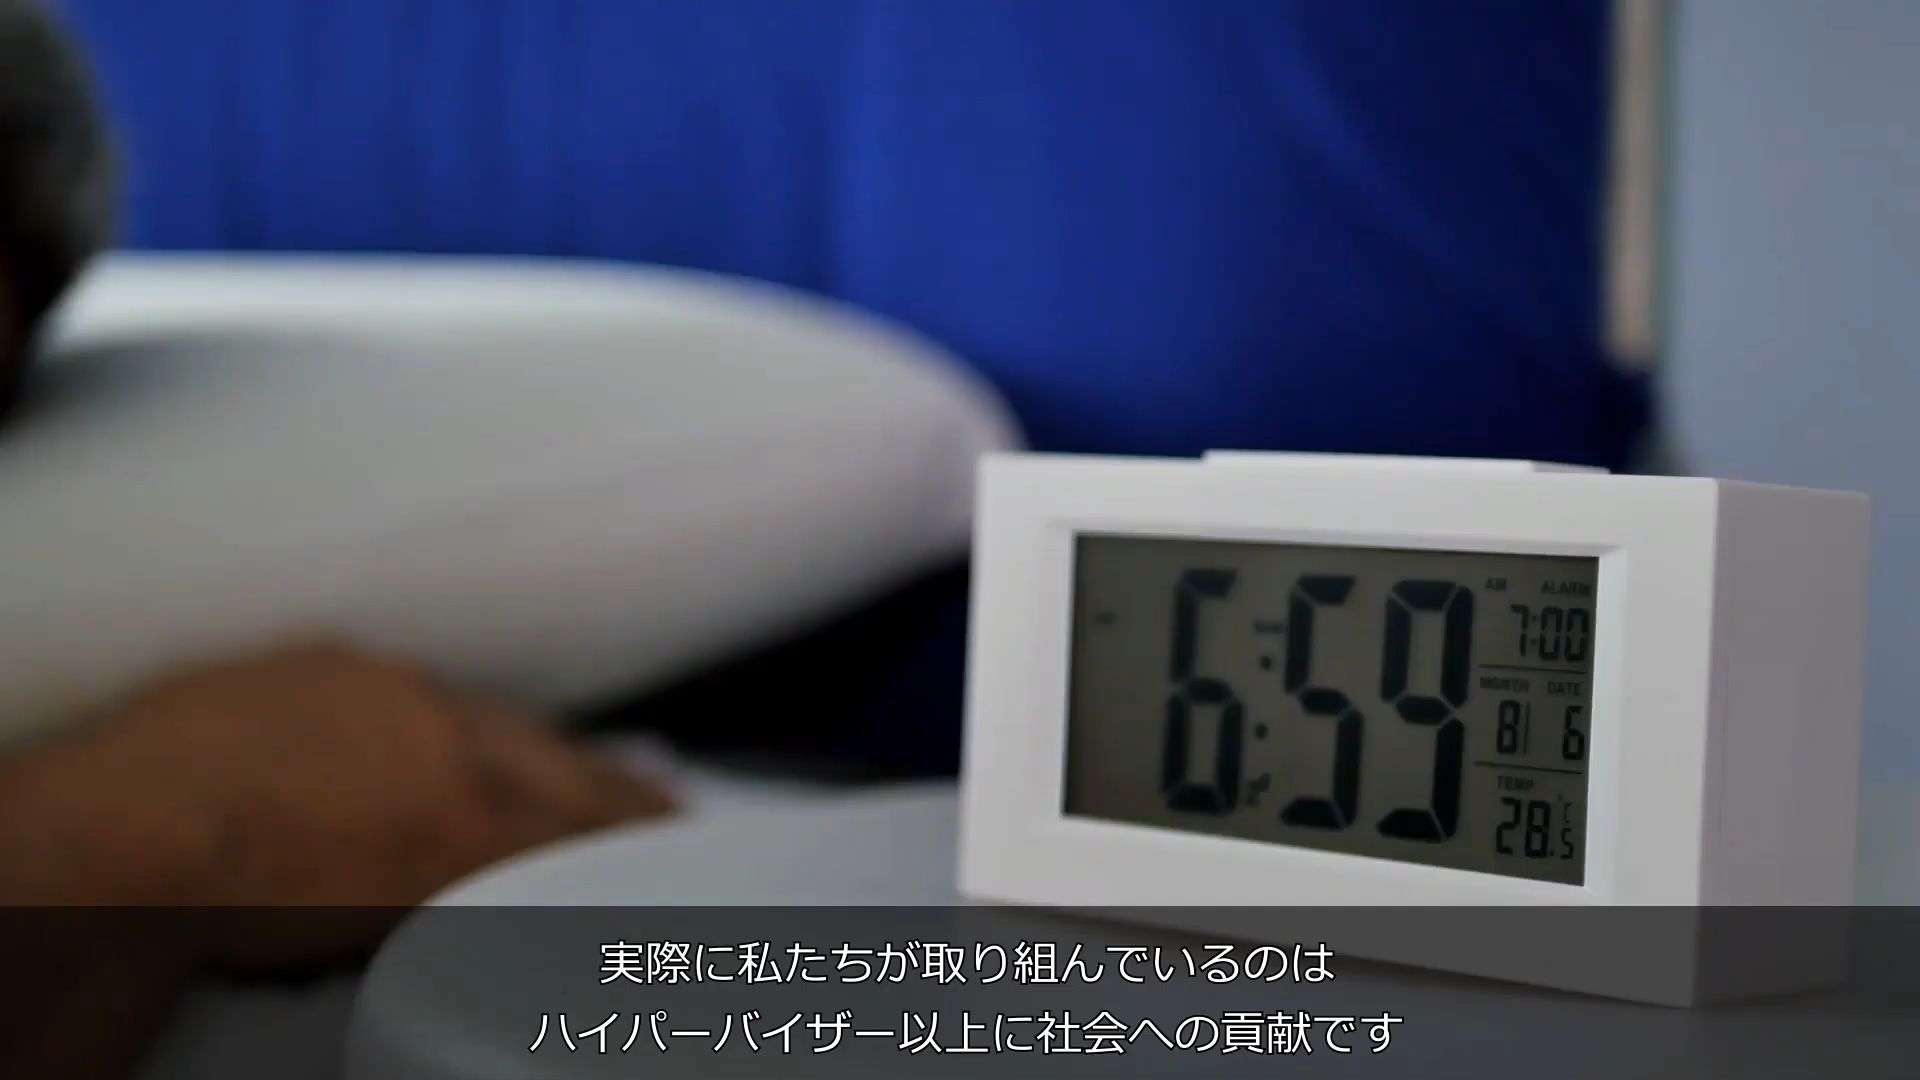 AM ALARM
6:59
7:00
MONTH DATE
8 6
TEMP
28.5℃
実際に私たちが取り組んでいるのは
ハイパーバイザー以上に社会への貢献です